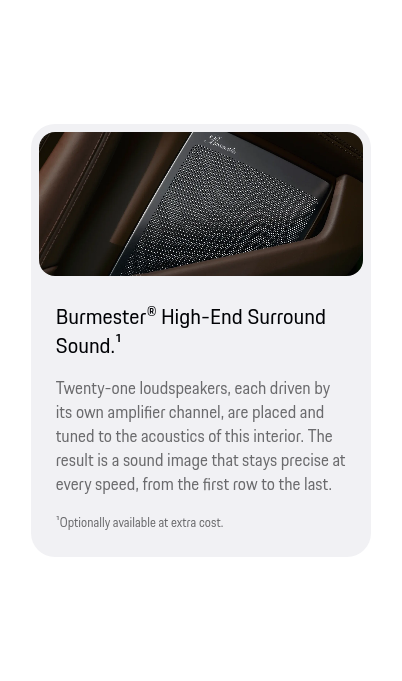 Burmester® High-End Surround
Sound.¹
Twenty-one loudspeakers, each driven by
its own amplifier channel, are placed and
tuned to the acoustics of this interior. The
result is a sound image that stays precise at
every speed, from the first row to the last.
¹Optionally available at extra cost.